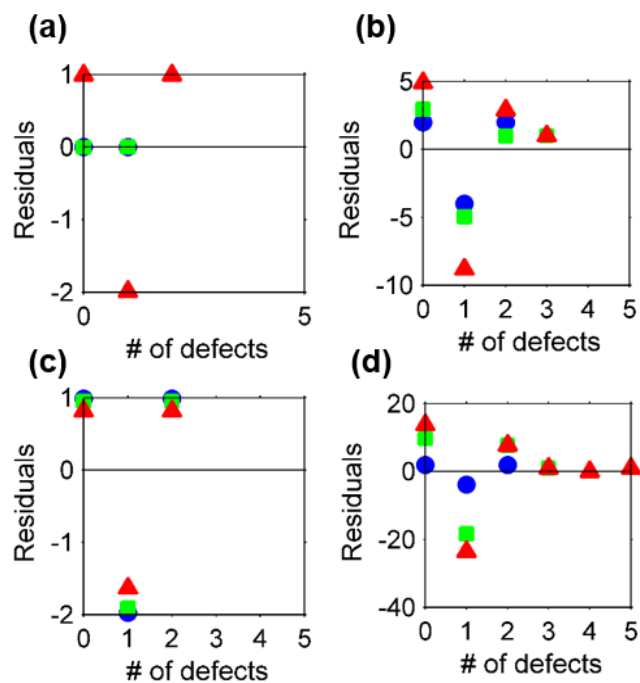 (a)
1
0
-1
-2
0
5
Residuals
# of defects
(b)
5
0
-5
-10
0 1 2 3 4 5
Residuals
# of defects
(c)
1
0
-1
-2
0 1 2 3 4 5
Residuals
# of defects
(d)
20
0
-20
-40
0 1 2 3 4 5
Residuals
# of defects